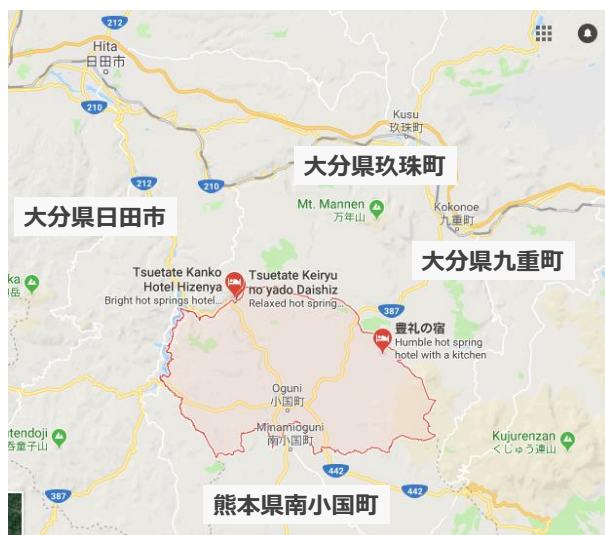 212
Hita
日田市
210
Kusu
玖珠町
大分県玖珠町
212
210
Mt. Mannen
万年山
Kokonoe
九重町
大分県日田市
大分県九重町
Tsuetate Kanko
Hotel Hizenya
Bright hot springs hotel...
Tsuetate Keiryu
no yado Daishiz
Relaxed hot spring...
387
豊礼の宿
Humble hot spring
hotel with a kitchen
Oguni
小国町
Minamioguni
南小国町
Kujurenzan
くじゅう連山
387
442
442
熊本県南小国町